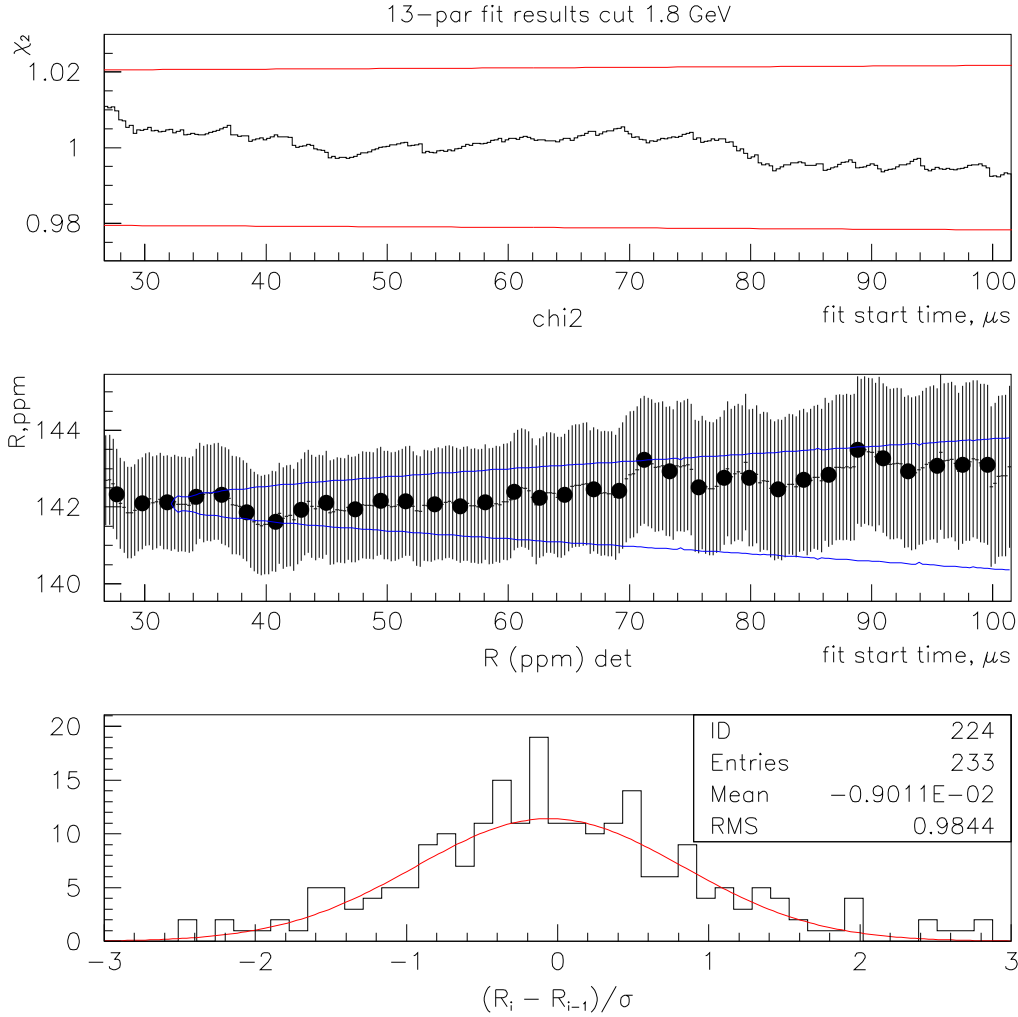 13-par fit results cut 1.8 GeV
χ₂
1.02
1
0.98
30 40 50 60 70 80 90 100
chi2
fit start time, μs
R,ppm
144
142
140
30 40 50 60 70 80 90 100
R (ppm) det
fit start time, μs
20
15
10
5
0
ID 224
Entries 233
Mean −0.9011E−02
RMS 0.9844
−3 −2 −1 0 1 2 3
(Rᵢ − Rᵢ₋₁)/σ